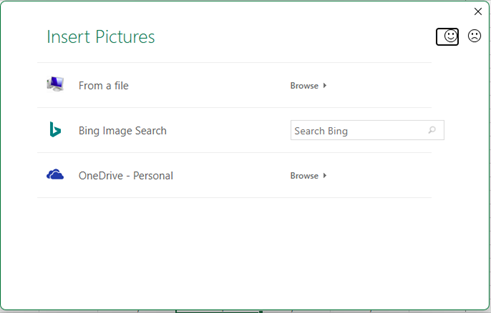 Insert Pictures
From a file
Browse
Bing Image Search
Search Bing
OneDrive - Personal
Browse